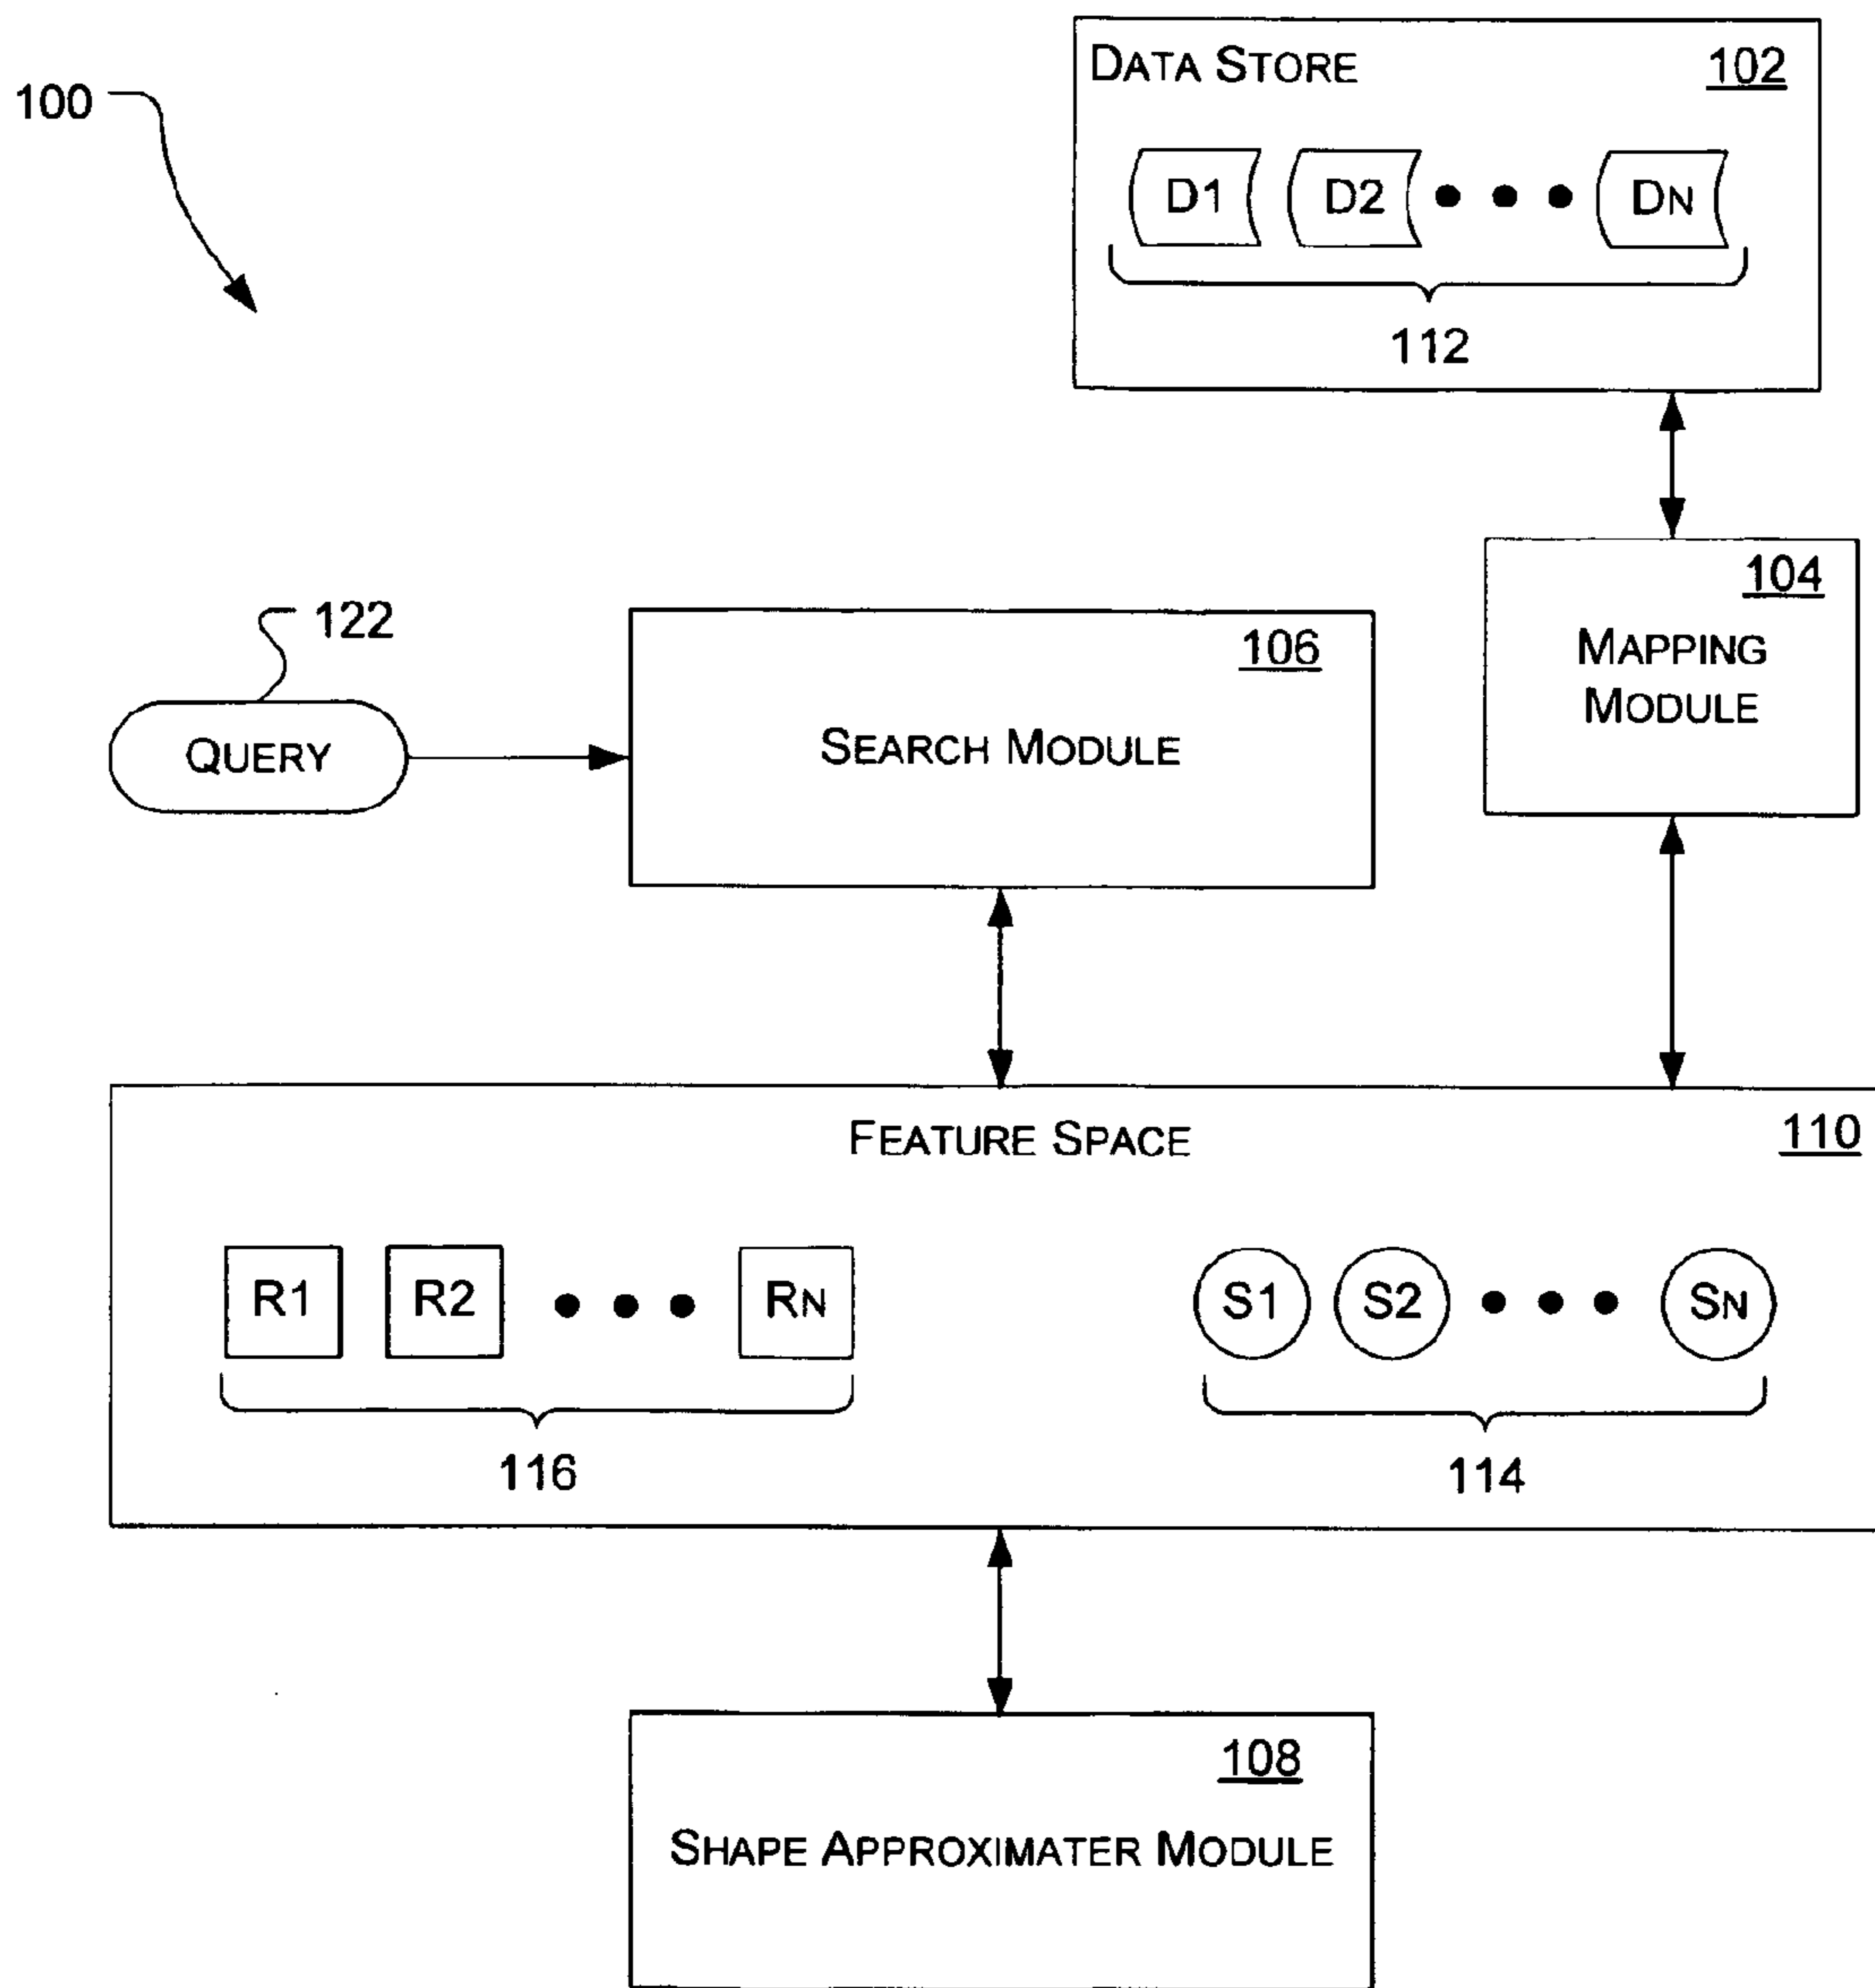 100
DATA STORE 102
D1 D2 DN
112
104
MAPPING
MODULE
122
106
QUERY
SEARCH MODULE
FEATURE SPACE 110
R1 R2 RN S1 S2 SN
116 114
108
SHAPE APPROXIMATER MODULE